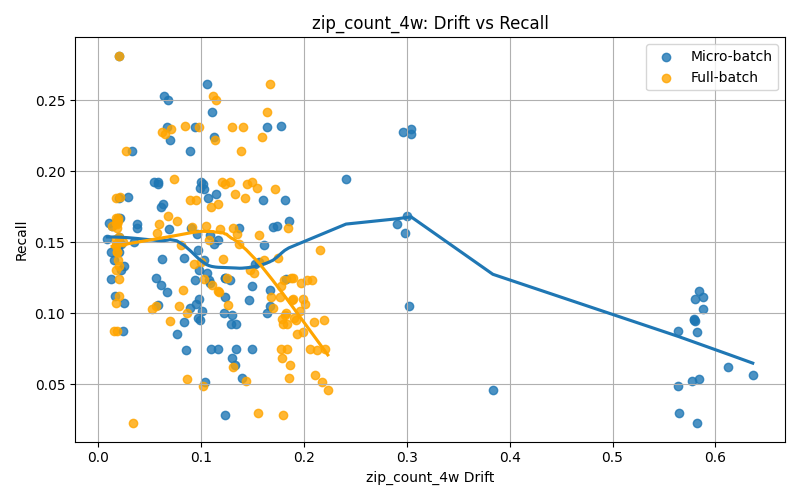 zip_count_4w: Drift vs Recall
Micro-batch
Full-batch
Recall
0.25
0.20
0.15
0.10
0.05
0.0
0.1
0.2
0.3
0.4
0.5
0.6
zip_count_4w Drift